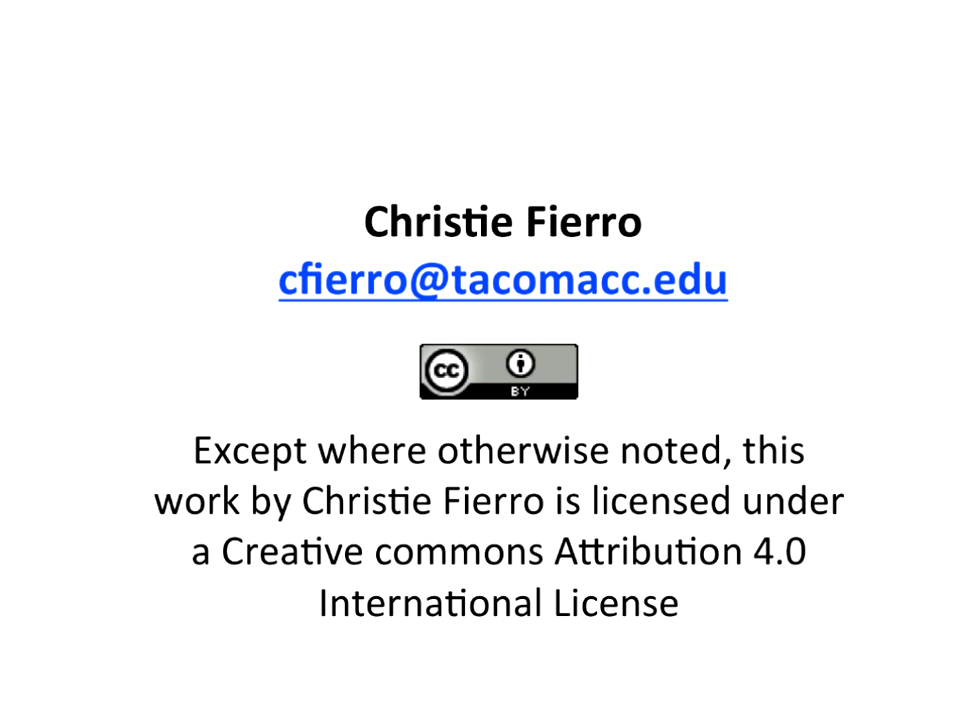 Christie Fierro
cfierro@tacomacc.edu
cc
BY
Except where otherwise noted, this
work by Christie Fierro is licensed under
a Creative commons Attribution 4.0
International License